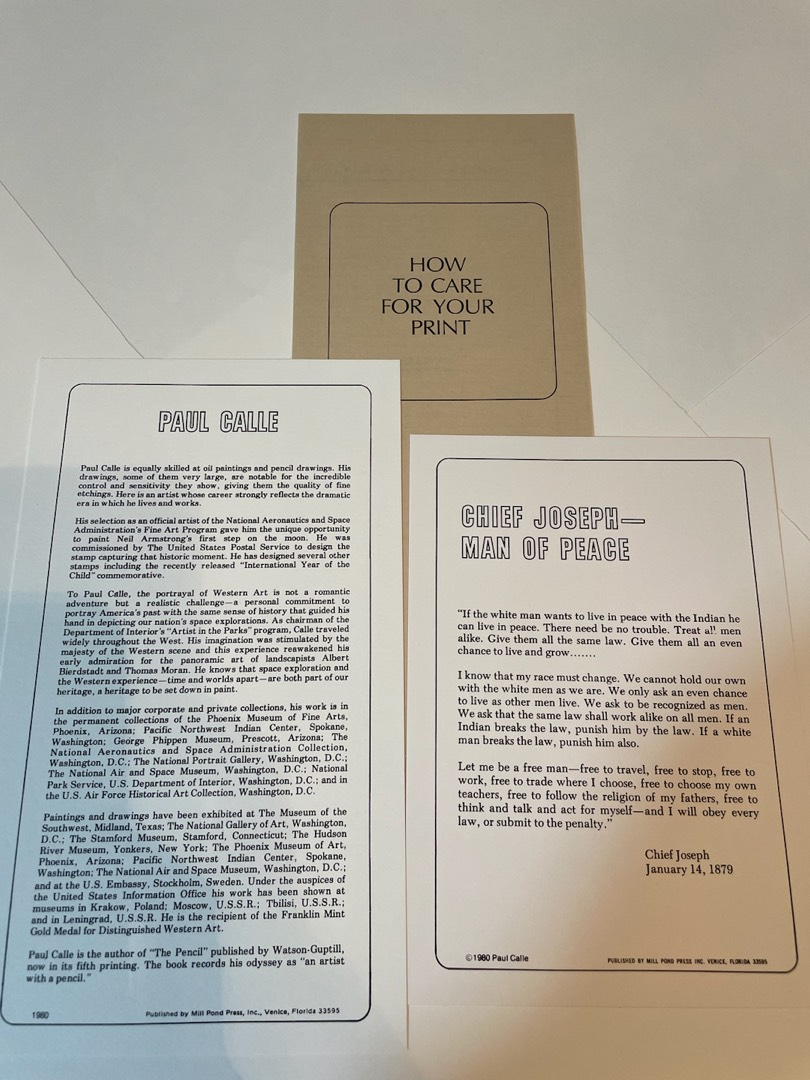 HOW
TO CARE
FOR YOUR
PRINT
PAUL CALLE
Paul Calle is equally skilled at oil paintings and pencil drawings. His
drawings, some of them very large, are notable for the incredible
control and sensitivity they show, giving them the quality of fine
etchings. Here is an artist whose career strongly reflects the dramatic
era in which he lives and works.
His selection as an official artist of the National Aeronautics and Space
Administration's Fine Art Program gave him the unique opportunity
to paint Neil Armstrong's first step on the moon. He was
commissioned by The United States Postal Service to design the
stamp capturing that historic moment. He has designed several other
stamps including the recently released "International Year of the
Child" commemorative.
To Paul Calle, the portrayal of Western Art is not a romantic
adventure but a realistic challenge—a personal commitment to
portray America's past with the same sense of history that guided his
hand in depicting our nation's space explorations. As chairman of the
Department of Interior's "Artist in the Parks" program, Calle traveled
widely throughout the West. His imagination was stimulated by the
majesty of the Western scene and this experience reawakened his
early admiration for the panoramic art of landscapists Albert
Bierdstadt and Thomas Moran. He knows that space exploration and
the Western experience—time and worlds apart—are both part of our
heritage, a heritage to be set down in paint.
In addition to major corporate and private collections, his work is in
the permanent collections of the Phoenix Museum of Fine Arts,
Phoenix, Arizona; Pacific Northwest Indian Center, Spokane,
Washington; George Phippen Museum, Prescott, Arizona; The
National Aeronautics and Space Administration Collection,
Washington, D.C.; The National Portrait Gallery, Washington, D.C.;
The National Air and Space Museum, Washington, D.C.; National
Park Service, U.S. Department of Interior, Washington, D.C.; and in
the U.S. Air Force Historical Art Collection, Washington, D.C.
Paintings and drawings have been exhibited at The Museum of the
Southwest, Midland, Texas; The National Gallery of Art, Washington,
D.C.; The Stamford Museum, Stamford, Connecticut; The Hudson
River Museum, Yonkers, New York; The Phoenix Museum of Art,
Phoenix, Arizona; Pacific Northwest Indian Center, Spokane,
Washington; The National Air and Space Museum, Washington, D.C.;
and at the U.S. Embassy, Stockholm, Sweden. Under the auspices of
the United States Information Office his work has been shown at
museums in Krakow, Poland; Moscow, U.S.S.R.; Tbilisi, U.S.S.R.;
and in Leningrad, U.S.S.R. He is the recipient of the Franklin Mint
Gold Medal for Distinguished Western Art.
Paul Calle is the author of "The Pencil" published by Watson-Guptill,
now in its fifth printing. The book records his odyssey as "an artist
with a pencil."
1980
Published by Mill Pond Press, Inc., Venice, Florida 33595
CHIEF JOSEPH—
MAN OF PEACE
"If the white man wants to live in peace with the Indian he
can live in peace. There need be no trouble. Treat all men
alike. Give them all the same law. Give them all an even
chance to live and grow.......
I know that my race must change. We cannot hold our own
with the white men as we are. We only ask an even chance
to live as other men live. We ask to be recognized as men.
We ask that the same law shall work alike on all men. If an
Indian breaks the law, punish him by the law. If a white
man breaks the law, punish him also.
Let me be a free man—free to travel, free to stop, free to
work, free to trade where I choose, free to choose my own
teachers, free to follow the religion of my fathers, free to
think and talk and act for myself—and I will obey every
law, or submit to the penalty."
Chief Joseph
January 14, 1879
©1980 Paul Calle
PUBLISHED BY MILL POND PRESS INC. VENICE, FLORIDA 33595